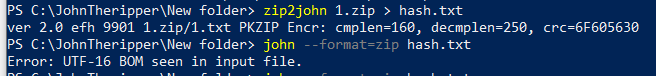 PS C:\JohnTheripper\New folder> zip2john 1.zip > hash.txt
ver 2.0 efh 9901 1.zip/1.txt PKZIP Encr: cmplen=160, decmplen=250, crc=6F605630
PS C:\JohnTheripper\New folder> john --format=zip hash.txt
Error: UTF-16 BOM seen in input file.